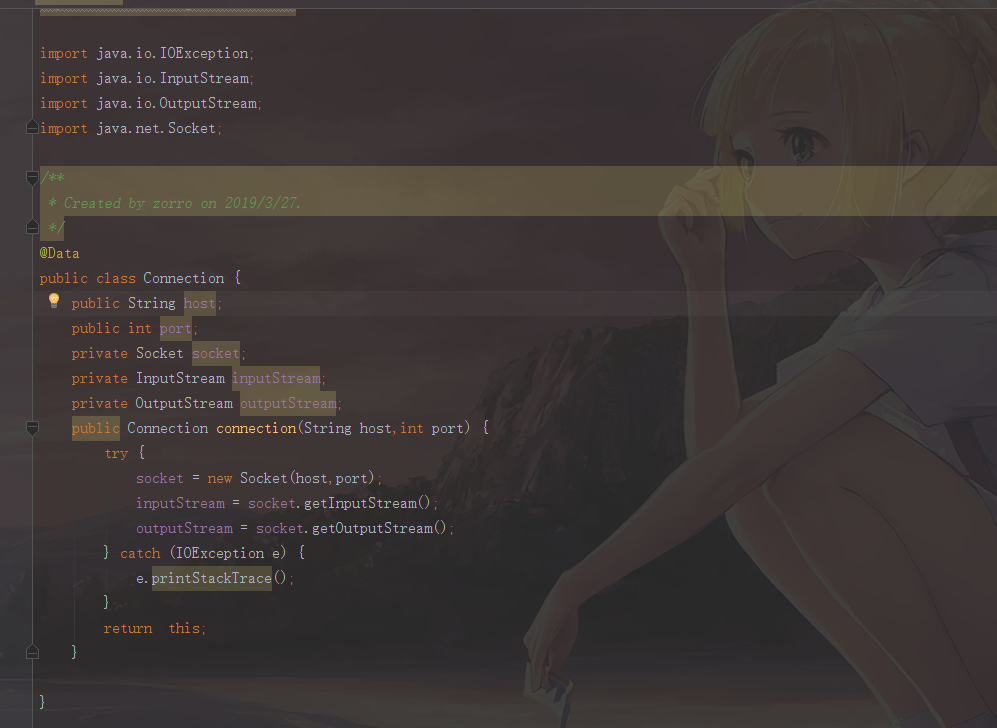 import java.io.IOException;
import java.io.InputStream;
import java.io.OutputStream;
import java.net.Socket;
/**
 * Created by zorro on 2019/3/27.
 */
@Data
public class Connection {
    public String host;
    public int port;
    private Socket socket;
    private InputStream inputStream;
    private OutputStream outputStream;
    public Connection connection(String host,int port) {
        try {
            socket = new Socket(host,port);
            inputStream = socket.getInputStream();
            outputStream = socket.getOutputStream();
        } catch (IOException e) {
            e.printStackTrace();
        }
        return  this;
    }
}